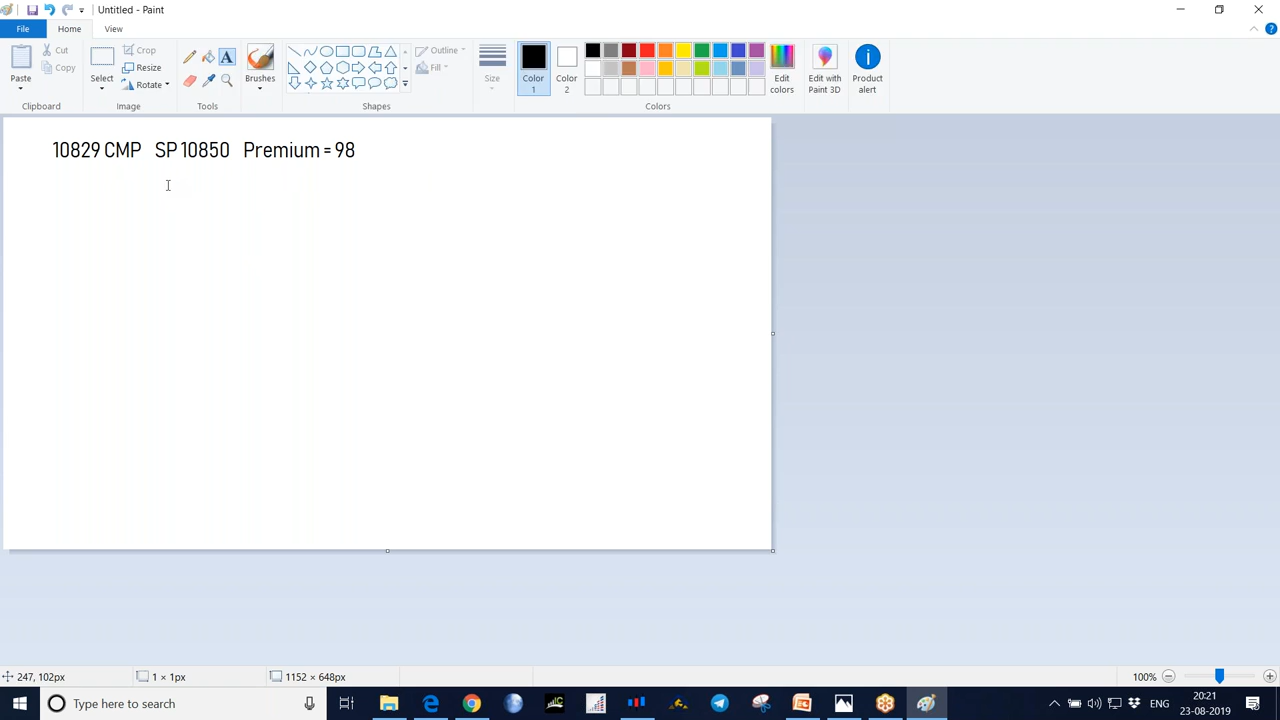 Untitled - Paint
File Home View
Paste Cut Copy Clipboard
Select Crop Resize Rotate Image
Tools
Brushes
Outline Fill Shapes
Size
Color 1 Color 2 Edit colors Colors
Edit with Paint 3D
Product alert
10829 CMP SP 10850 Premium = 98
247, 102px 1 × 1px 1152 × 648px 100%
Type here to search
ENG 20:21 23-08-2019